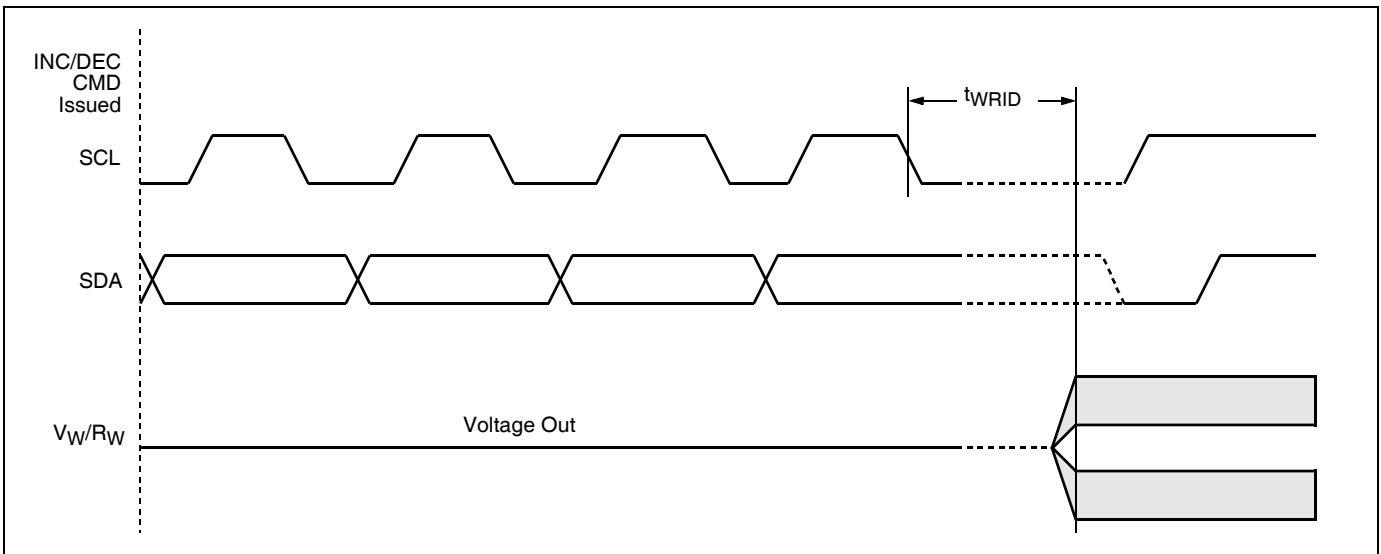 INC/DEC
CMD
Issued
tWRID
SCL
SDA
Voltage Out
VW/RW